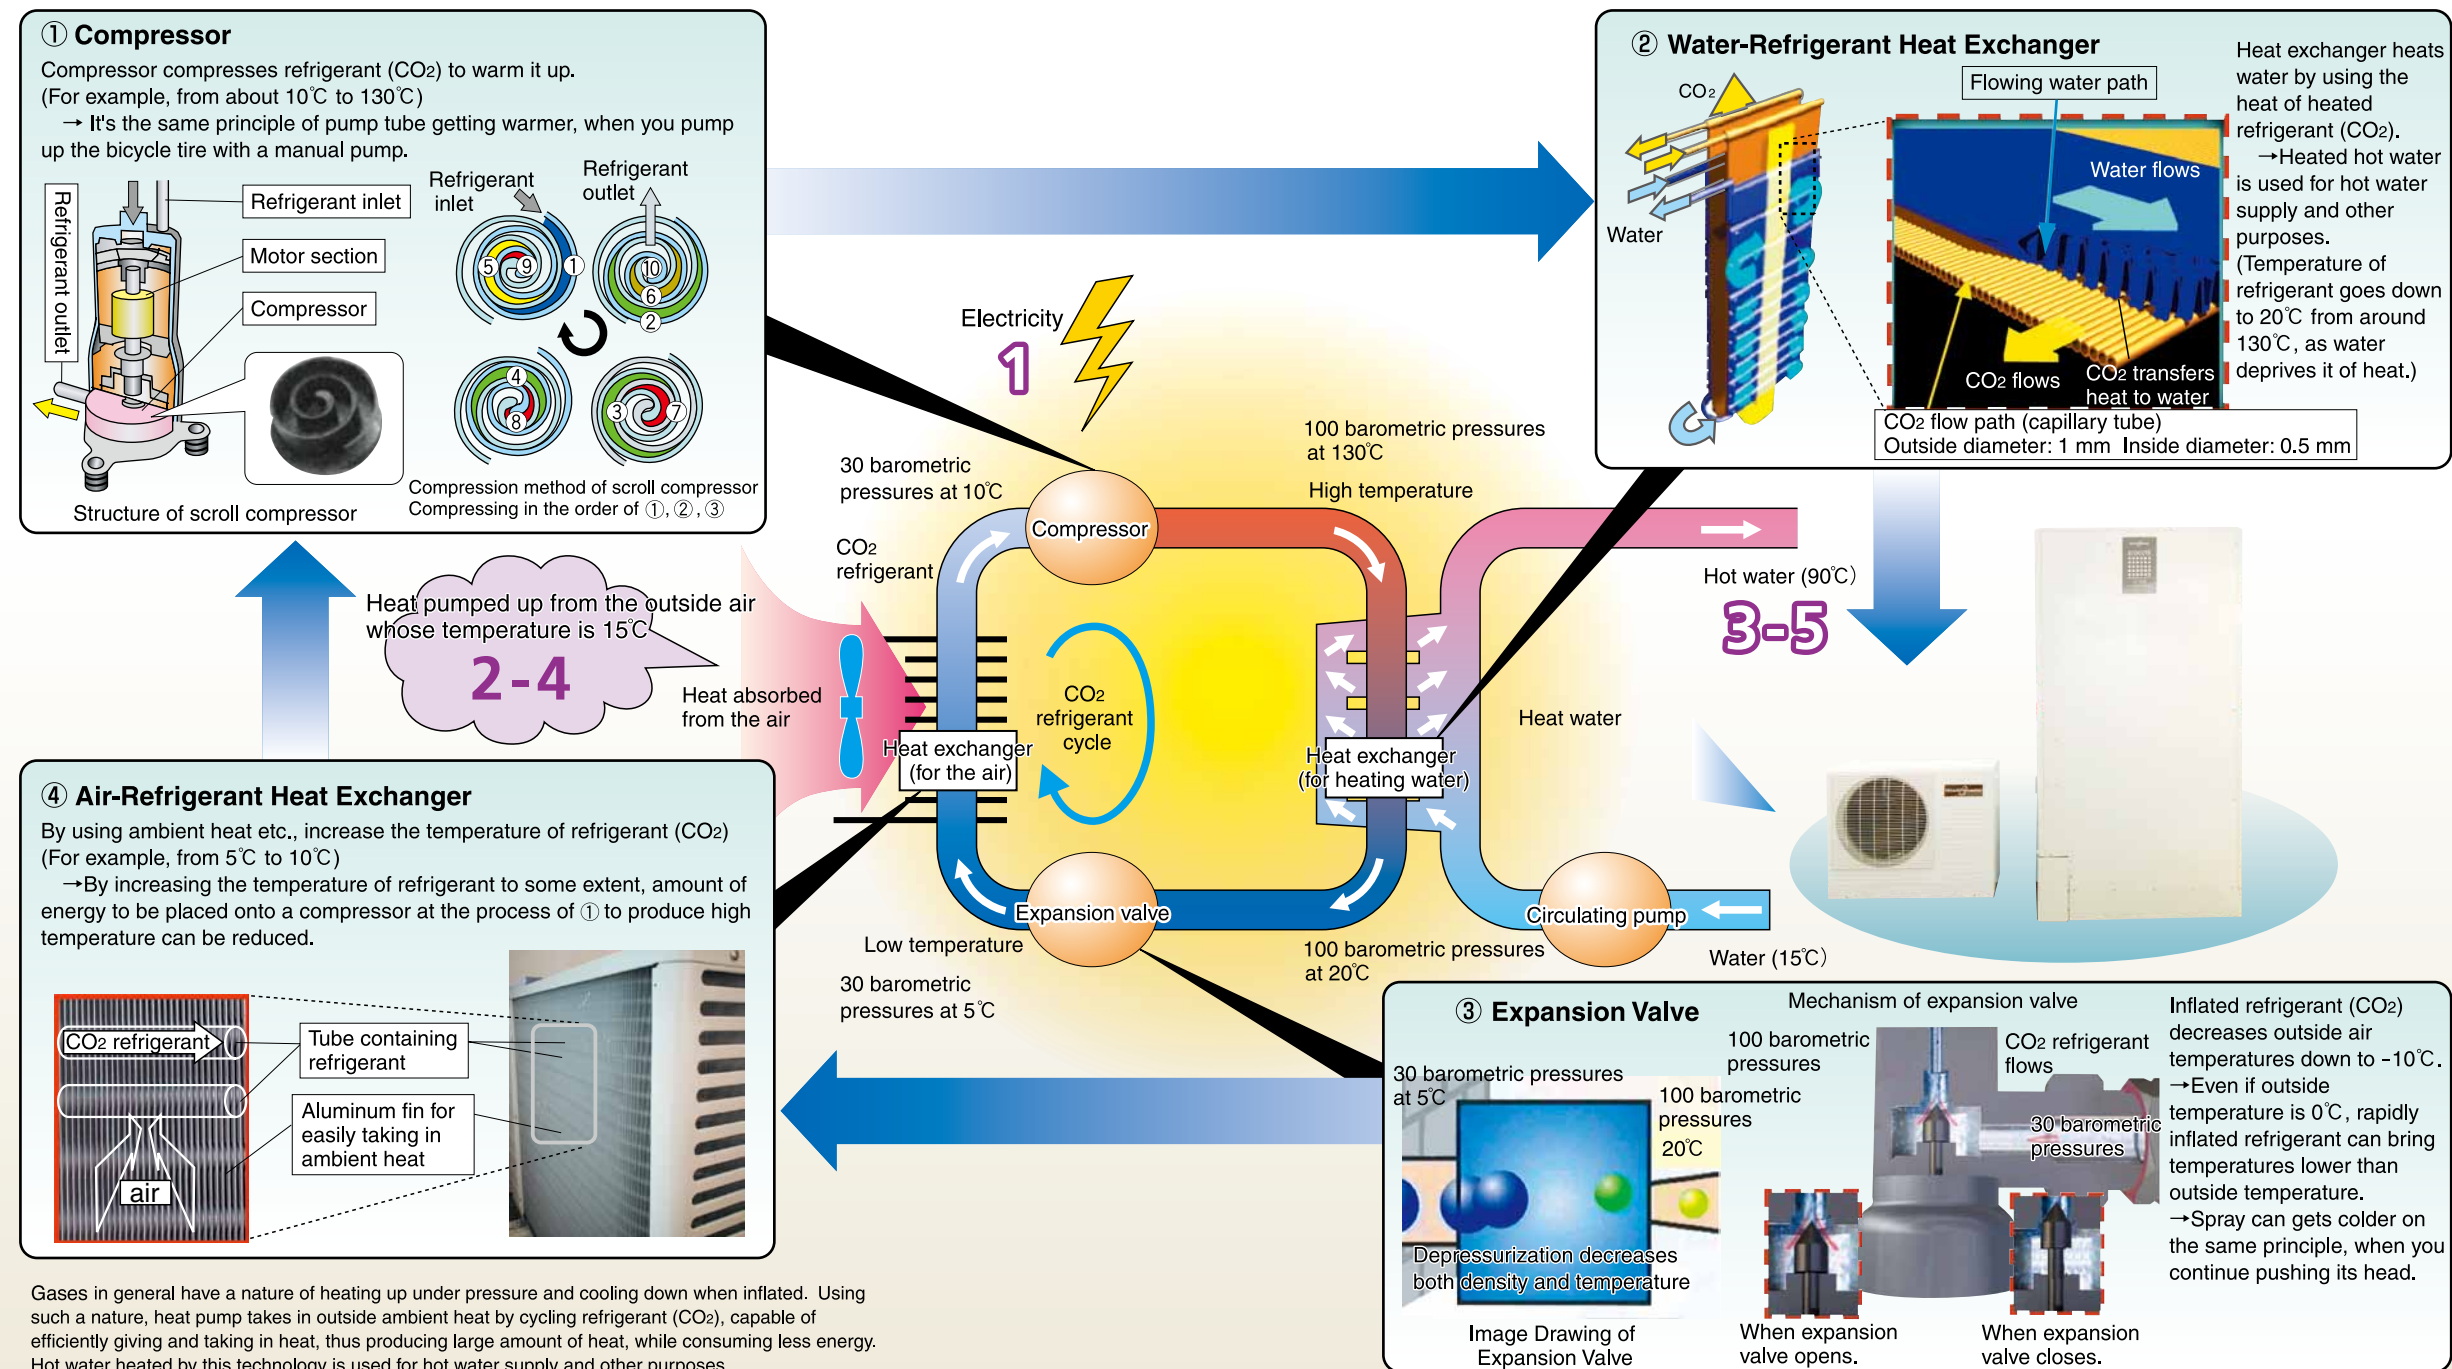 ① Compressor
Compressor compresses refrigerant (CO2) to warm it up.
(For example, from about 10℃ to 130℃)
→ It's the same principle of pump tube getting warmer, when you pump
up the bicycle tire with a manual pump.
Refrigerant outlet
Refrigerant inlet
Motor section
Compressor
Structure of scroll compressor
Refrigerant
inlet
Refrigerant
outlet
⑤ ⑨ ①
⑩
⑥
②
④
⑧
③ ⑦
Compression method of scroll compressor
Compressing in the order of ①, ②, ③
② Water-Refrigerant Heat Exchanger
CO2
Water
Flowing water path
Water flows
CO2 flows
CO2 transfers
heat to water
CO2 flow path (capillary tube)
Outside diameter: 1 mm Inside diameter: 0.5 mm
Heat exchanger heats
water by using the
heat of heated
refrigerant (CO2).
→Heated hot water
is used for hot water
supply and other
purposes.
(Temperature of
refrigerant goes down
to 20℃ from around
130℃, as water
deprives it of heat.)
Electricity
1
30 barometric
pressures at 10℃
100 barometric pressures
at 130℃
High temperature
Compressor
CO2
refrigerant
Heat pumped up from the outside air
whose temperature is 15℃
2-4
Heat absorbed
from the air
Heat exchanger
(for the air)
CO2
refrigerant
cycle
Heat exchanger
(for heating water)
Heat water
Hot water (90℃)
3-5
Expansion valve
Circulating pump
Low temperature
30 barometric
pressures at 5℃
100 barometric pressures
at 20℃
Water (15℃)
④ Air-Refrigerant Heat Exchanger
By using ambient heat etc., increase the temperature of refrigerant (CO2)
(For example, from 5℃ to 10℃)
→By increasing the temperature of refrigerant to some extent, amount of
energy to be placed onto a compressor at the process of ① to produce high
temperature can be reduced.
CO2 refrigerant
air
Tube containing
refrigerant
Aluminum fin for
easily taking in
ambient heat
③ Expansion Valve
30 barometric pressures
at 5℃
100 barometric
pressures
20℃
Depressurization decreases
both density and temperature
Image Drawing of
Expansion Valve
Mechanism of expansion valve
100 barometric
pressures
CO2 refrigerant
flows
30 barometric
pressures
When expansion
valve opens.
When expansion
valve closes.
Inflated refrigerant (CO2)
decreases outside air
temperatures down to -10℃.
→Even if outside
temperature is 0℃, rapidly
inflated refrigerant can bring
temperatures lower than
outside temperature.
→Spray can gets colder on
the same principle, when you
continue pushing its head.
Gases in general have a nature of heating up under pressure and cooling down when inflated. Using
such a nature, heat pump takes in outside ambient heat by cycling refrigerant (CO2), capable of
efficiently giving and taking in heat, thus producing large amount of heat, while consuming less energy.
Hot water heated by this technology is used for hot water supply and other purposes